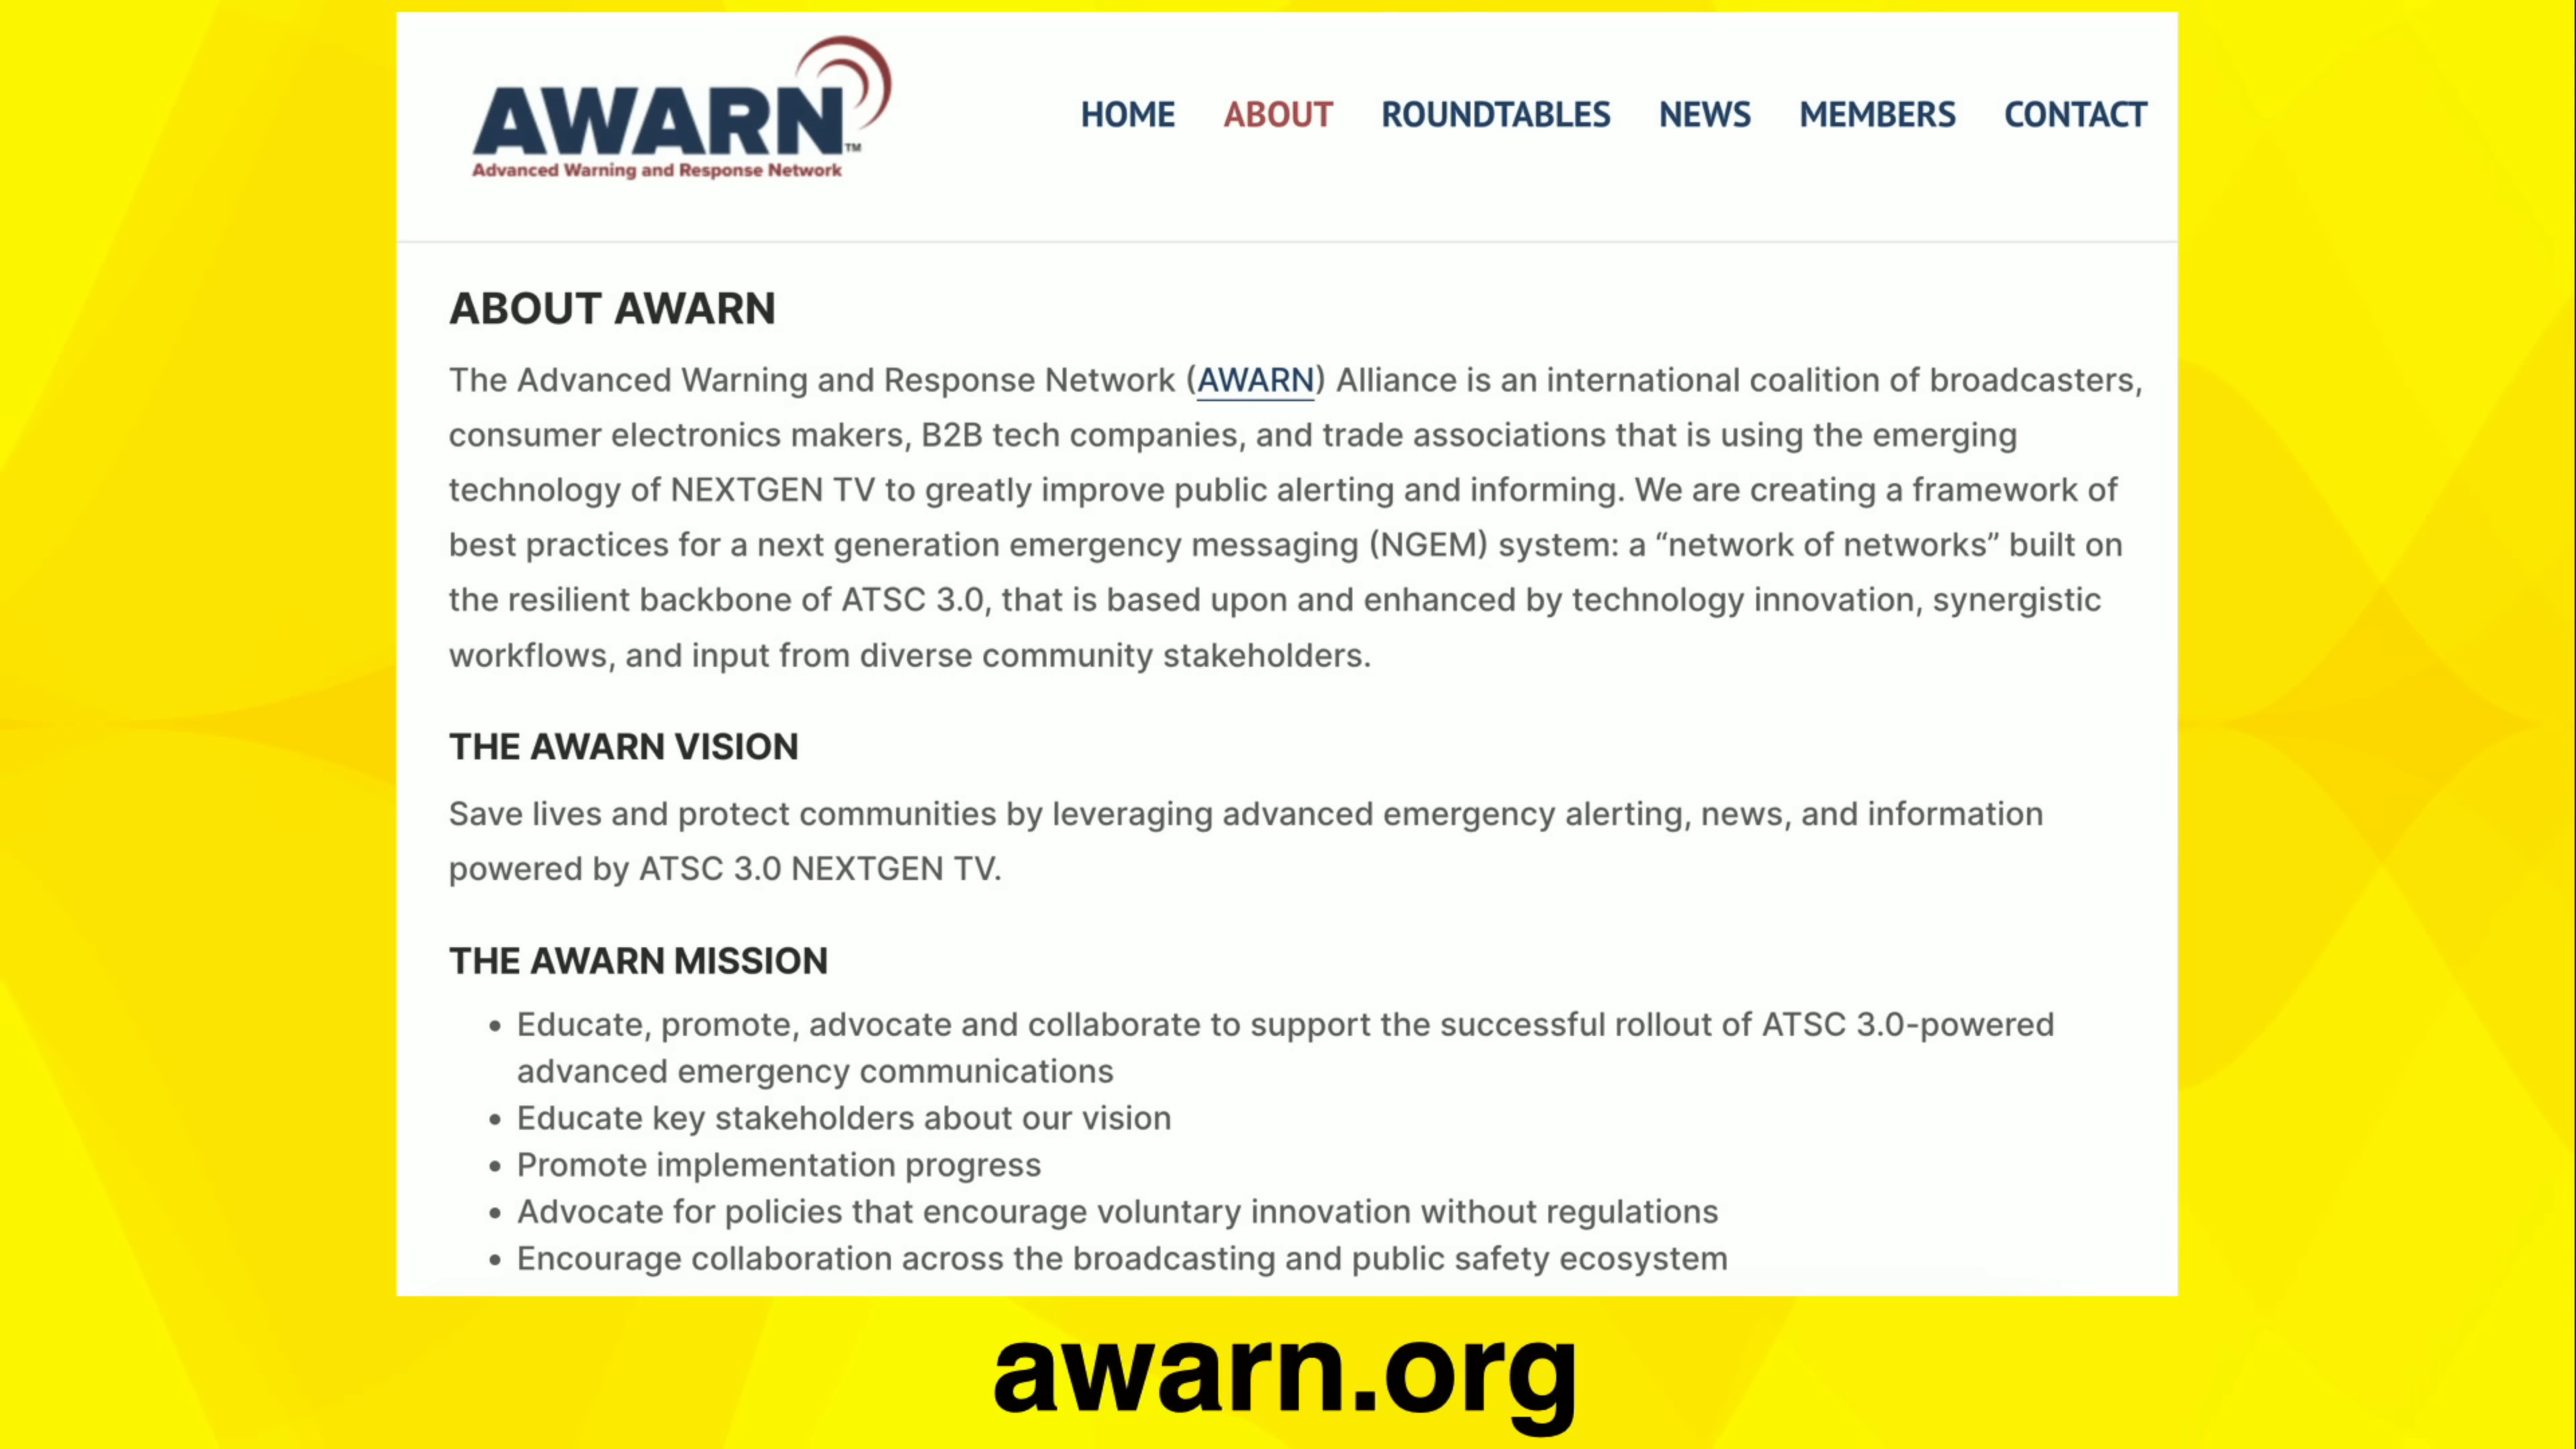 AWARN™
Advanced Warning and Response Network
HOME ABOUT ROUNDTABLES NEWS MEMBERS CONTACT
ABOUT AWARN
The Advanced Warning and Response Network (AWARN) Alliance is an international coalition of broadcasters,
consumer electronics makers, B2B tech companies, and trade associations that is using the emerging
technology of NEXTGEN TV to greatly improve public alerting and informing. We are creating a framework of
best practices for a next generation emergency messaging (NGEM) system: a “network of networks” built on
the resilient backbone of ATSC 3.0, that is based upon and enhanced by technology innovation, synergistic
workflows, and input from diverse community stakeholders.
THE AWARN VISION
Save lives and protect communities by leveraging advanced emergency alerting, news, and information
powered by ATSC 3.0 NEXTGEN TV.
THE AWARN MISSION
• Educate, promote, advocate and collaborate to support the successful rollout of ATSC 3.0-powered
advanced emergency communications
• Educate key stakeholders about our vision
• Promote implementation progress
• Advocate for policies that encourage voluntary innovation without regulations
• Encourage collaboration across the broadcasting and public safety ecosystem
awarn.org